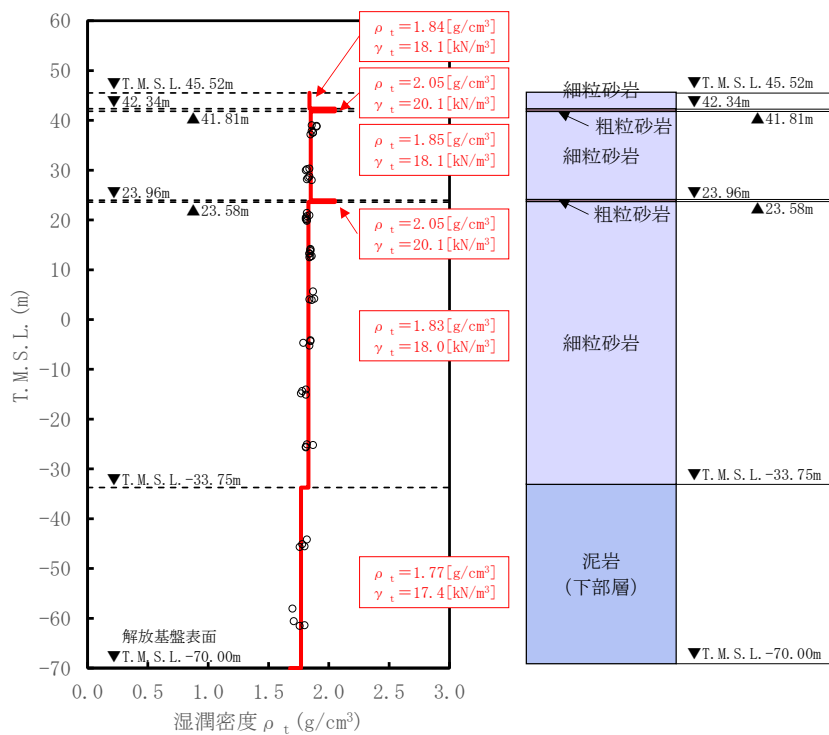 60
50
40
30
20
10
0
-10
-20
-30
-40
-50
-60
-70
T.M.S.L.(m)
0.0 0.5 1.0 1.5 2.0 2.5 3.0
湿潤密度ρt(g/cm³)
▼T.M.S.L.45.52m
▼42.34m
▲41.81m
▼23.96m
▲23.58m
▼T.M.S.L.-33.75m
解放基盤表面
▼T.M.S.L.-70.00m
ρt=1.84[g/cm³]
γt=18.1[kN/m³]
ρt=2.05[g/cm³]
γt=20.1[kN/m³]
ρt=1.85[g/cm³]
γt=18.1[kN/m³]
ρt=2.05[g/cm³]
γt=20.1[kN/m³]
ρt=1.83[g/cm³]
γt=18.0[kN/m³]
ρt=1.77[g/cm³]
γt=17.4[kN/m³]
細粒砂岩
粗粒砂岩
細粒砂岩
粗粒砂岩
細粒砂岩
泥岩
(下部層)
▼T.M.S.L.45.52m
▼42.34m
▲41.81m
▼23.96m
▲23.58m
▼T.M.S.L.-33.75m
▼T.M.S.L.-70.00m